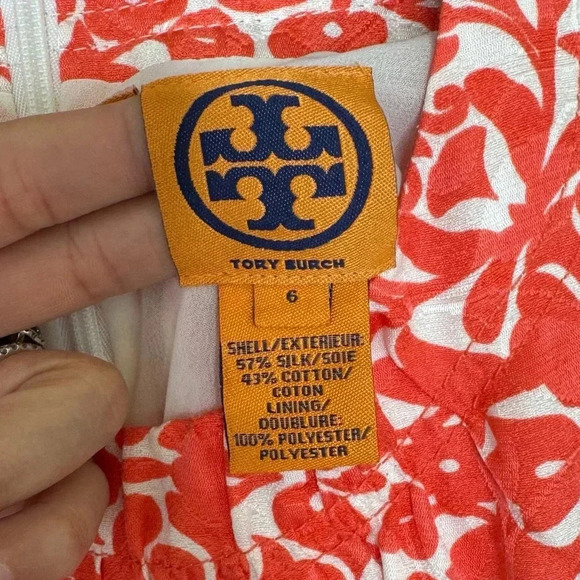 TORY BURCH
6
SHELL/EXTERIEUR:
57% SILK/SOIE
43% COTTON/
COTON
LINING/
DOUBLURE:
100% POLYESTER/
POLYESTER